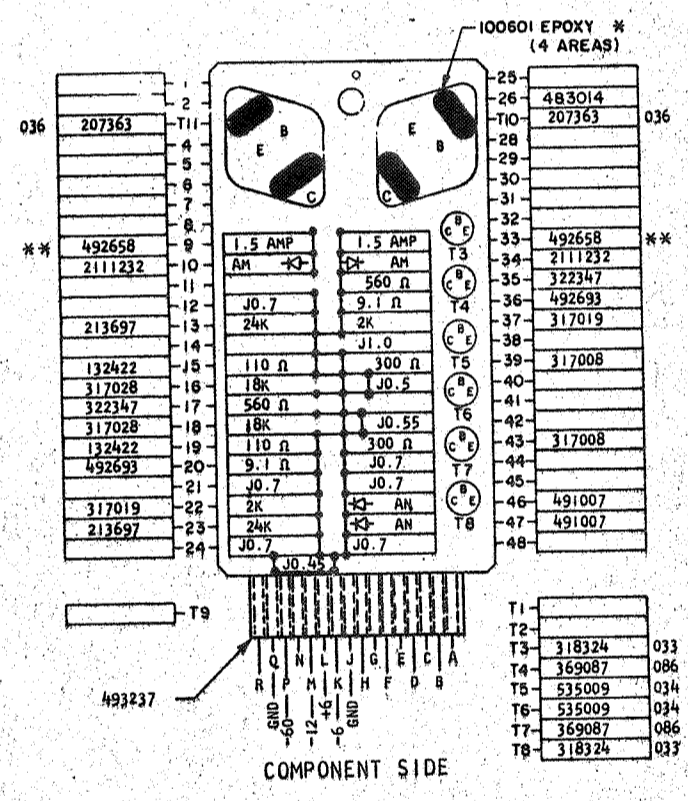 100601 EPOXY *
(4 AREAS)
1
2
036 207363 T11
4
5
6
7
8
** 492658 9
2111232 10
11
12
213697 13
14
132422 15
317028 16
322347 17
317028 18
132422 19
492693 20
21
317019 22
213697 23
24
T9
493237
B
E
C
E
B
C
1.5 AMP 1.5 AMP
AM AM
560 Ω
J0.7 9.1 Ω
24K 2K
J1.0
110 Ω 300 Ω
18K J0.5
560 Ω
18K J0.55
110 Ω 300 Ω
9.1 Ω J0.7
J0.7 J0.7
2K AN
24K AN
J0.7 J0.7
J0.45
C B E
T3
C B E
T4
C B E
T5
C B E
T6
C B E
T7
C B E
T8
25
26 483014
T10 207363 036
28
29
30
31
32
33 492658 **
34 2111232
35 322347
36 492693
37 317019
38
39 317008
40
41
42
43 317008
44
45
46 491007
47 491007
48
R Q P N M L K J H G F E D C B A
GND
-60
-12
+6
-6
GND
T1
T2
T3 318324 033
T4 369087 086
T5 535009 034
T6 535009 034
T7 369087 086
T8 318324 033
COMPONENT SIDE